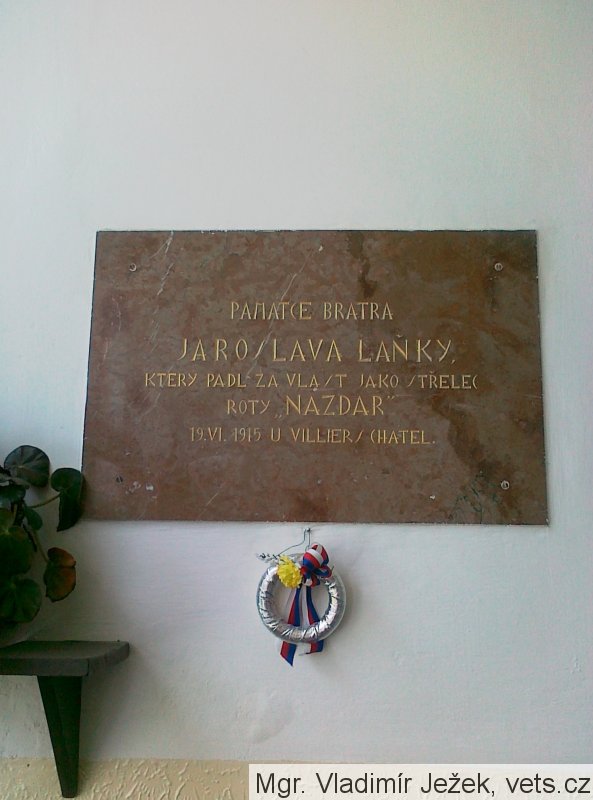 PAMÁTCE BRATRA
JAROSLAVA LAŇKY,
KTERÝ PADL ZA VLAST JAKO STŘELEC
ROTY „NAZDAR"
19.VI. 1915 U VILLIERS CHATEL.
Mgr. Vladimír Ježek, vets.cz